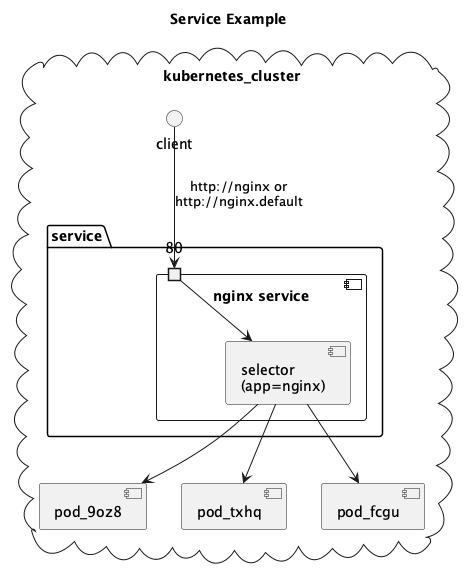 Service Example
kubernetes_cluster
client
http://nginx or
http://nginx.default
service
80
nginx service
selector
(app=nginx)
pod_9oz8
pod_txhq
pod_fcgu